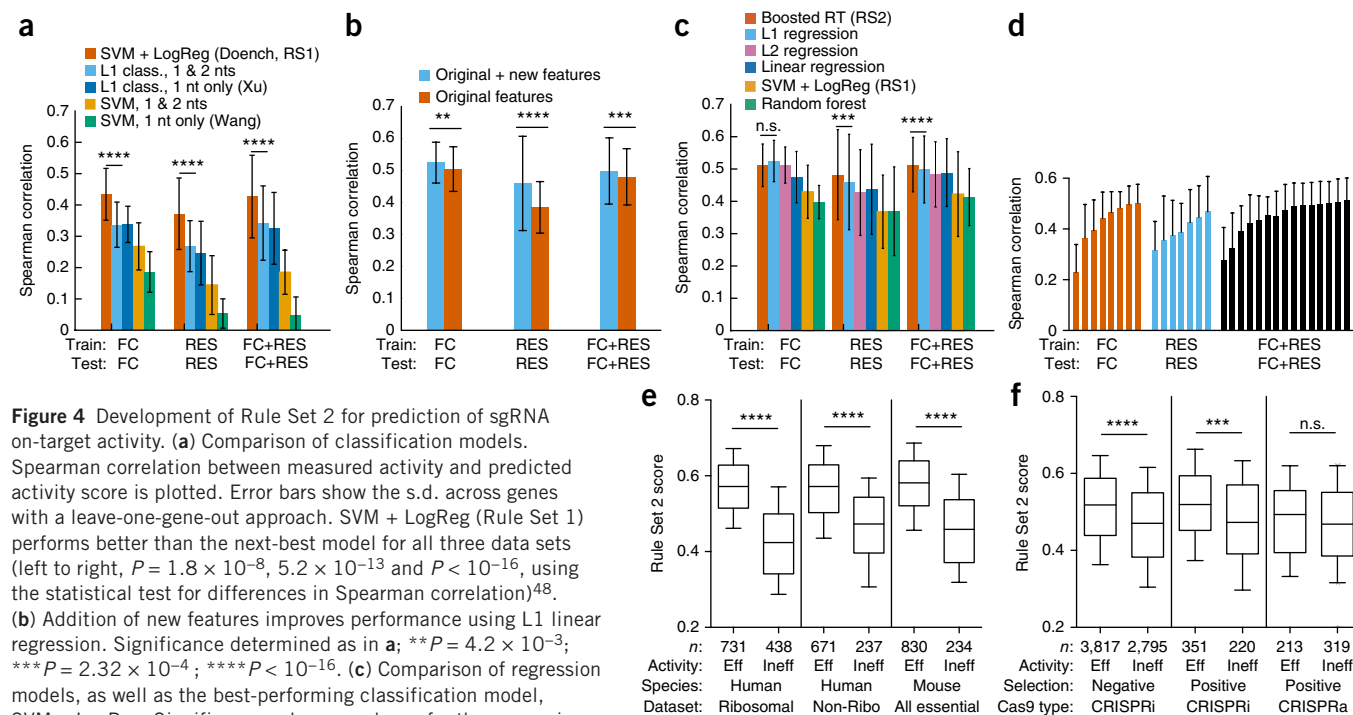 a
SVM + LogReg (Doench, RS1)
L1 class., 1 & 2 nts
L1 class., 1 nt only (Xu)
SVM, 1 & 2 nts
SVM, 1 nt only (Wang)
Spearman correlation
0.7
0.6
0.5
0.4
0.3
0.2
0.1
0
****
****
****
Train: FC RES FC+RES
Test: FC RES FC+RES
b
Original + new features
Original features
Spearman correlation
0.7
0.6
0.5
0.4
0.3
0.2
0.1
0
**
****
***
FC RES FC+RES
FC RES FC+RES
c
Boosted RT (RS2)
L1 regression
L2 regression
Linear regression
SVM + LogReg (RS1)
Random forest
Spearman correlation
0.7
0.6
0.5
0.4
0.3
0.2
0.1
0
n.s.
***
****
Train: FC RES FC+RES
Test: FC RES FC+RES
d
Spearman correlation
0.6
0.4
0.2
0
FC RES FC+RES
FC RES FC+RES
Figure 4 Development of Rule Set 2 for prediction of sgRNA
on-target activity. (a) Comparison of classification models.
Spearman correlation between measured activity and predicted
activity score is plotted. Error bars show the s.d. across genes
with a leave-one-gene-out approach. SVM + LogReg (Rule Set 1)
performs better than the next-best model for all three data sets
(left to right, P = 1.8 × 10⁻⁸, 5.2 × 10⁻¹³ and P < 10⁻¹⁶, using
the statistical test for differences in Spearman correlation)⁴⁸.
(b) Addition of new features improves performance using L1 linear
regression. Significance determined as in a; **P = 4.2 × 10⁻³;
***P = 2.32 × 10⁻⁴ ; ****P < 10⁻¹⁶. (c) Comparison of regression
models, as well as the best-performing classification model,
e
Rule Set 2 score
0.8
0.6
0.4
0.2
****
****
****
n: 731 438 671 237 830 234
Activity: Eff Ineff Eff Ineff Eff Ineff
Species: Human Human Mouse
Dataset: Ribosomal Non-Ribo All essential
f
Rule Set 2 score
0.8
0.6
0.4
0.2
****
***
n.s.
n: 3,817 2,795 351 220 213 319
Activity: Eff Ineff Eff Ineff Eff Ineff
Selection: Negative Positive Positive
Cas9 type: CRISPRi CRISPRi CRISPRa